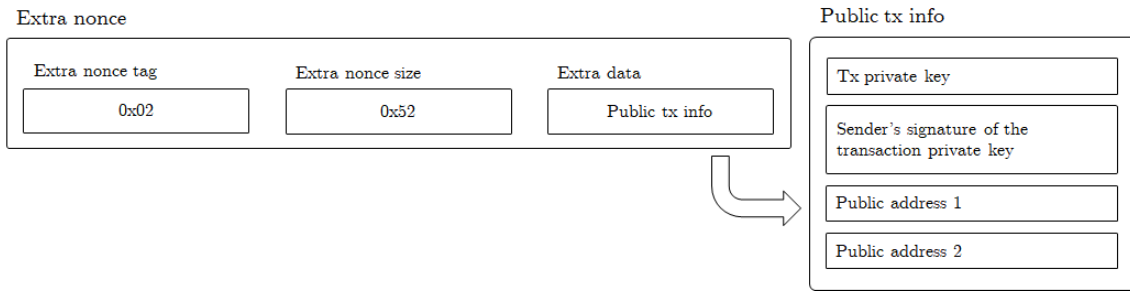 Extra nonce
Extra nonce tag
0x02
Extra nonce size
0x52
Extra data
Public tx info
Public tx info
Tx private key
Sender's signature of the
transaction private key
Public address 1
Public address 2